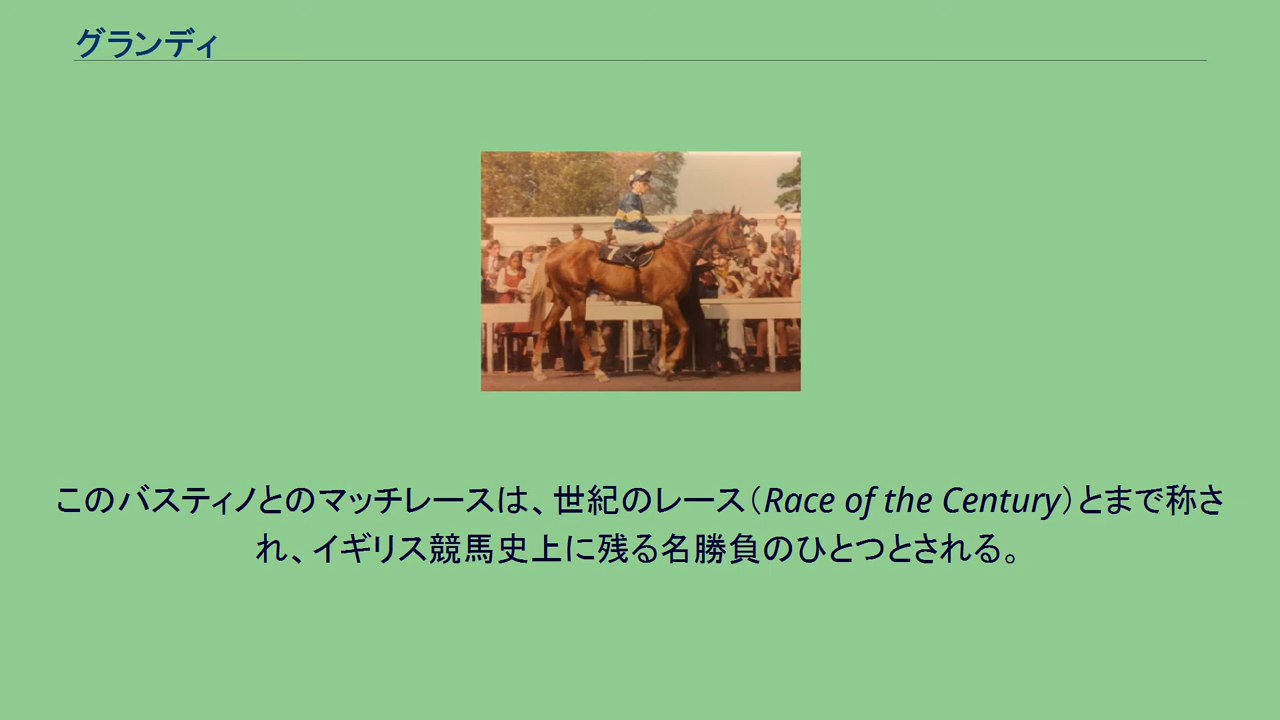 グランディ
このバスティノとのマッチレースは、世紀のレース（Race of the Century）とまで称さ
れ、イギリス競馬史上に残る名勝負のひとつとされる。